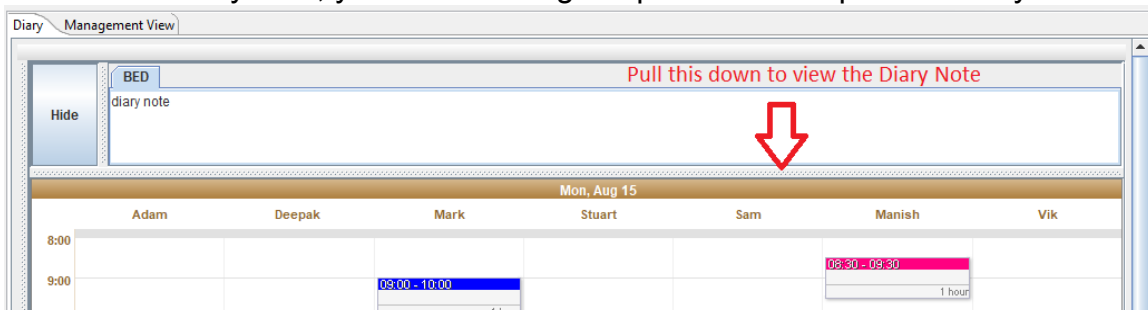 Diary Management View
BED
Pull this down to view the Diary Note
Hide
diary note
Mon, Aug 15
Adam Deepak Mark Stuart Sam Manish Vik
8:00
08:30 - 09:30
9:00
09:00 - 10:00
1 hour